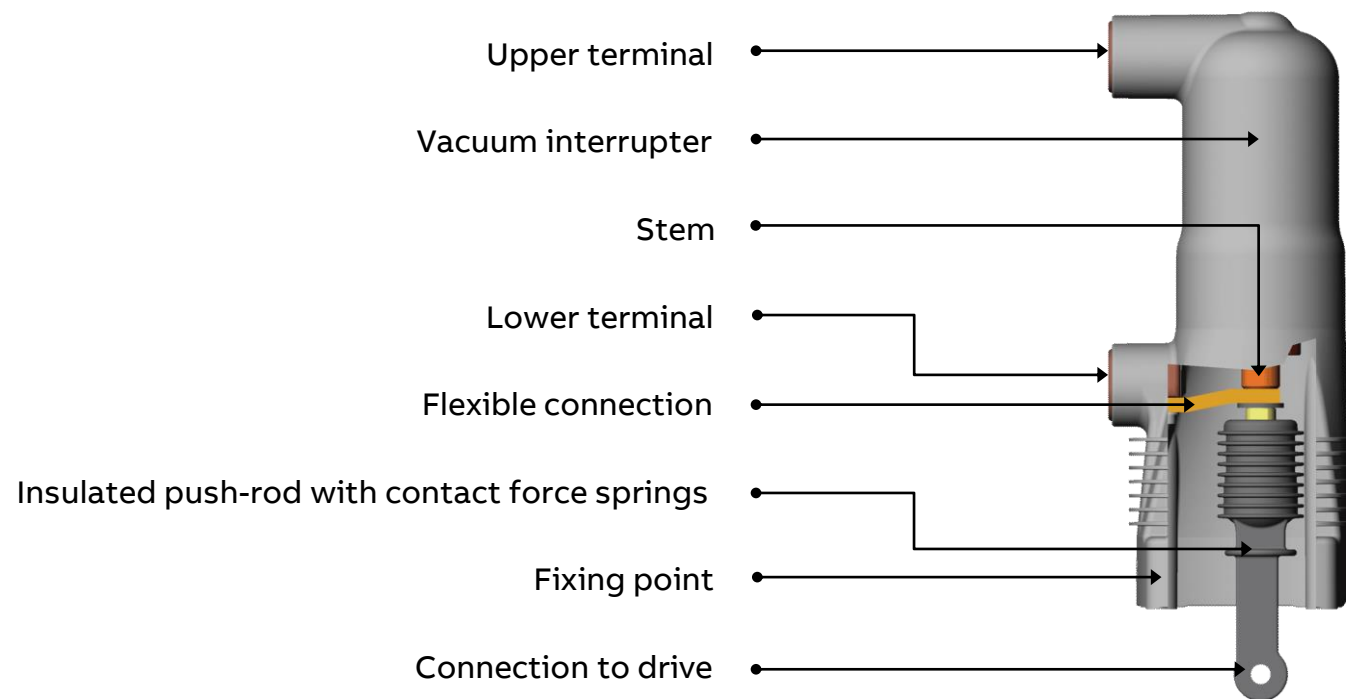 Upper terminal
Vacuum interrupter
Stem
Lower terminal
Flexible connection
Insulated push-rod with contact force springs
Fixing point
Connection to drive